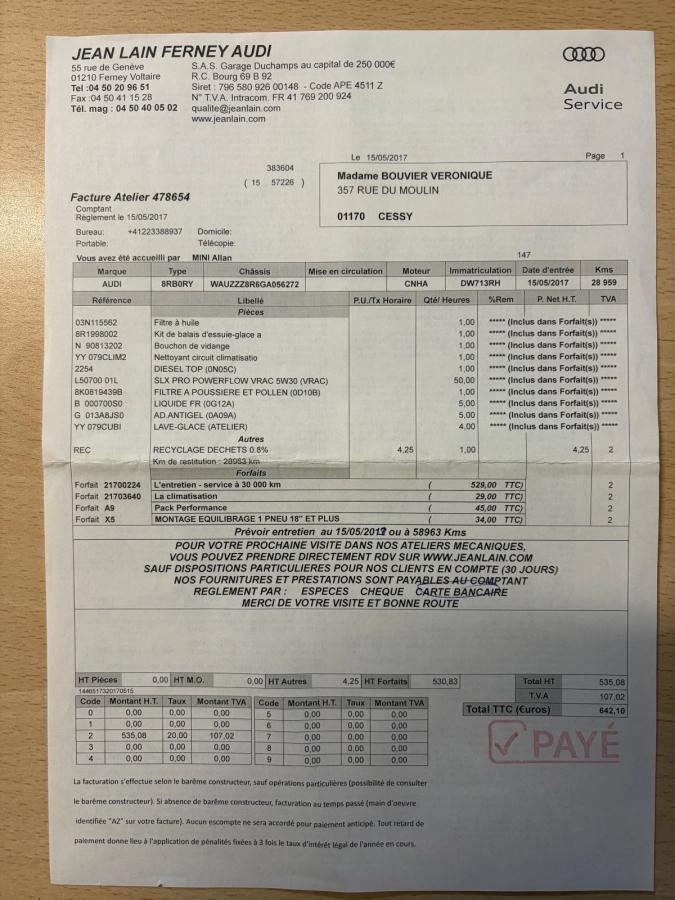 JEAN LAIN FERNEY AUDI
55 rue de Genève S.A.S. Garage Duchamps au capital de 250 000€
01210 Ferney Voltaire R.C. Bourg 69 B 92
Tel :04 50 20 96 51 Siret : 796 580 926 00148 - Code APE 4511 Z
Fax :04 50 41 15 28 N° T.V.A. Intracom. FR 41 769 200 924
Tél. mag : 04 50 40 05 02 qualite@jeanlain.com
www.jeanlain.com
Audi
Service
Le 15/05/2017 Page 1
383604
( 15 57226 )
Madame BOUVIER VERONIQUE
357 RUE DU MOULIN
01170 CESSY
Facture Atelier 478654
Comptant
Règlement le 15/05/2017
Bureau: +41223388937 Domicile:
Portable: Télécopie:
Vous avez été accueilli par MINI Allan 147
Marque Type Châssis Mise en circulation Moteur Immatriculation Date d'entrée Kms
AUDI 8RB0RY WAUZZZ8R6GA056272 CNHA DW713RH 15/05/2017 28 959
Référence Libellé P.U./Tx Horaire Qté/ Heures %Rem P. Net H.T. TVA
Pièces
03N115562 Filtre à huile 1,00 ***** (Inclus dans Forfait(s)) *****
8R1998002 Kit de balais d'essuie-glace a 1,00 ***** (Inclus dans Forfait(s)) *****
N 90813202 Bouchon de vidange 1,00 ***** (Inclus dans Forfait(s)) *****
YY 079CLIM2 Nettoyant circuit climatisatio 1,00 ***** (Inclus dans Forfait(s)) *****
2254 DIESEL TOP (0N05C) 1,00 ***** (Inclus dans Forfait(s)) *****
L50700 01L SLX PRO POWERFLOW VRAC 5W30 (VRAC) 50,00 ***** (Inclus dans Forfait(s)) *****
8K0819439B FILTRE A POUSSIERE ET POLLEN (0D10B) 1,00 ***** (Inclus dans Forfait(s)) *****
B 000700S0 LIQUIDE FR (0G12A) 5,00 ***** (Inclus dans Forfait(s)) *****
G 013A8JS0 AD.ANTIGEL (0A09A) 5,00 ***** (Inclus dans Forfait(s)) *****
YY 079CUBI LAVE-GLACE (ATELIER) 4,00 ***** (Inclus dans Forfait(s)) *****
Autres
REC RECYCLAGE DECHETS 0.8% 4,25 1,00 4,25 2
Km de restitution : 28963 km
Forfaits
Forfait 21700224 L'entretien - service à 30 000 km ( 529,00 TTC) 2
Forfait 21703640 La climatisation ( 29,00 TTC) 2
Forfait A9 Pack Performance ( 45,00 TTC) 2
Forfait X5 MONTAGE EQUILIBRAGE 1 PNEU 18" ET PLUS ( 34,00 TTC) 2
Prévoir entretien au 15/05/201 ou à 58963 Kms
POUR VOTRE PROCHAINE VISITE DANS NOS ATELIERS MECANIQUES,
VOUS POUVEZ PRENDRE DIRECTEMENT RDV SUR WWW.JEANLAIN.COM
SAUF DISPOSITIONS PARTICULIERES POUR NOS CLIENTS EN COMPTE (30 JOURS)
NOS FOURNITURES ET PRESTATIONS SONT PAYABLES AU COMPTANT
REGLEMENT PAR : ESPECES CHEQUE CARTE BANCAIRE
MERCI DE VOTRE VISITE ET BONNE ROUTE
HT Pièces 0,00 HT M.O. 0,00 HT Autres 4,25 HT Forfaits 530,83 Total HT 535,08
1446517320170515
T.V.A 107,02
Total TTC (€uros) 642,10
Code Montant H.T. Taux Montant TVA Code Montant H.T. Taux Montant TVA
0 0,00 0,00 0,00 5 0,00 0,00 0,00
1 0,00 0,00 0,00 6 0,00 0,00 0,00
2 535,08 20,00 107,02 7 0,00 0,00 0,00
3 0,00 0,00 0,00 8 0,00 0,00 0,00
4 0,00 0,00 0,00 9 0,00 0,00 0,00
PAYÉ
La facturation s'effectue selon le barème constructeur, sauf opérations particulières (possibilité de consulter
le barème constructeur). Si absence de barème constructeur, facturation au temps passé (main d'oeuvre
identifiée "AZ" sur votre facture). Aucun escompte ne sera accordé pour paiement anticipé. Tout retard de
paiement donne lieu à l'application de pénalités fixées à 3 fois le taux d'intérêt légal de l'année en cours.